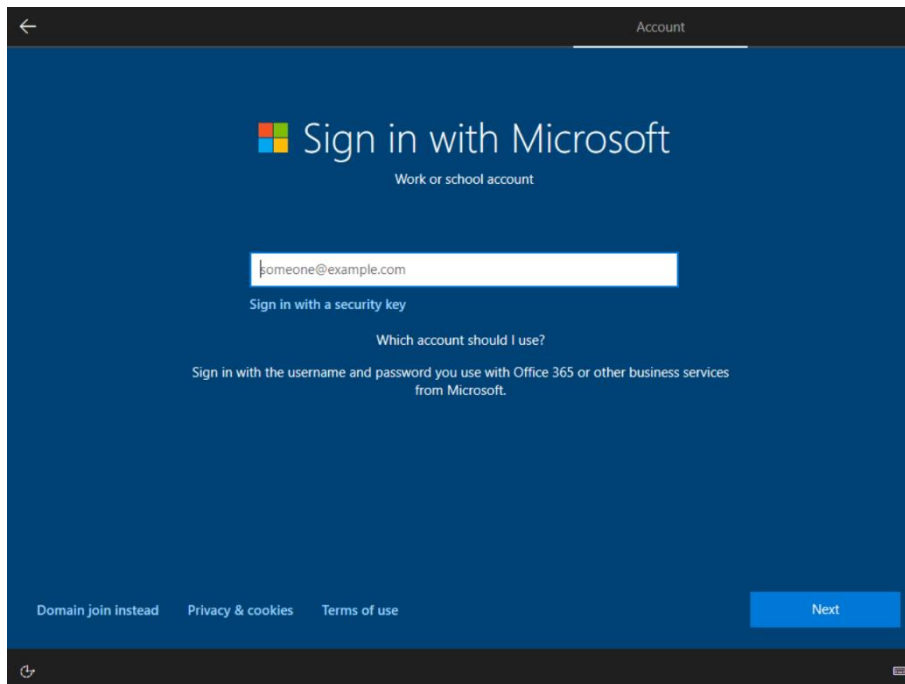 Account
Sign in with Microsoft
Work or school account
someone@example.com
Sign in with a security key
Which account should I use?
Sign in with the username and password you use with Office 365 or other business services
from Microsoft.
Domain join instead Privacy & cookies Terms of use Next